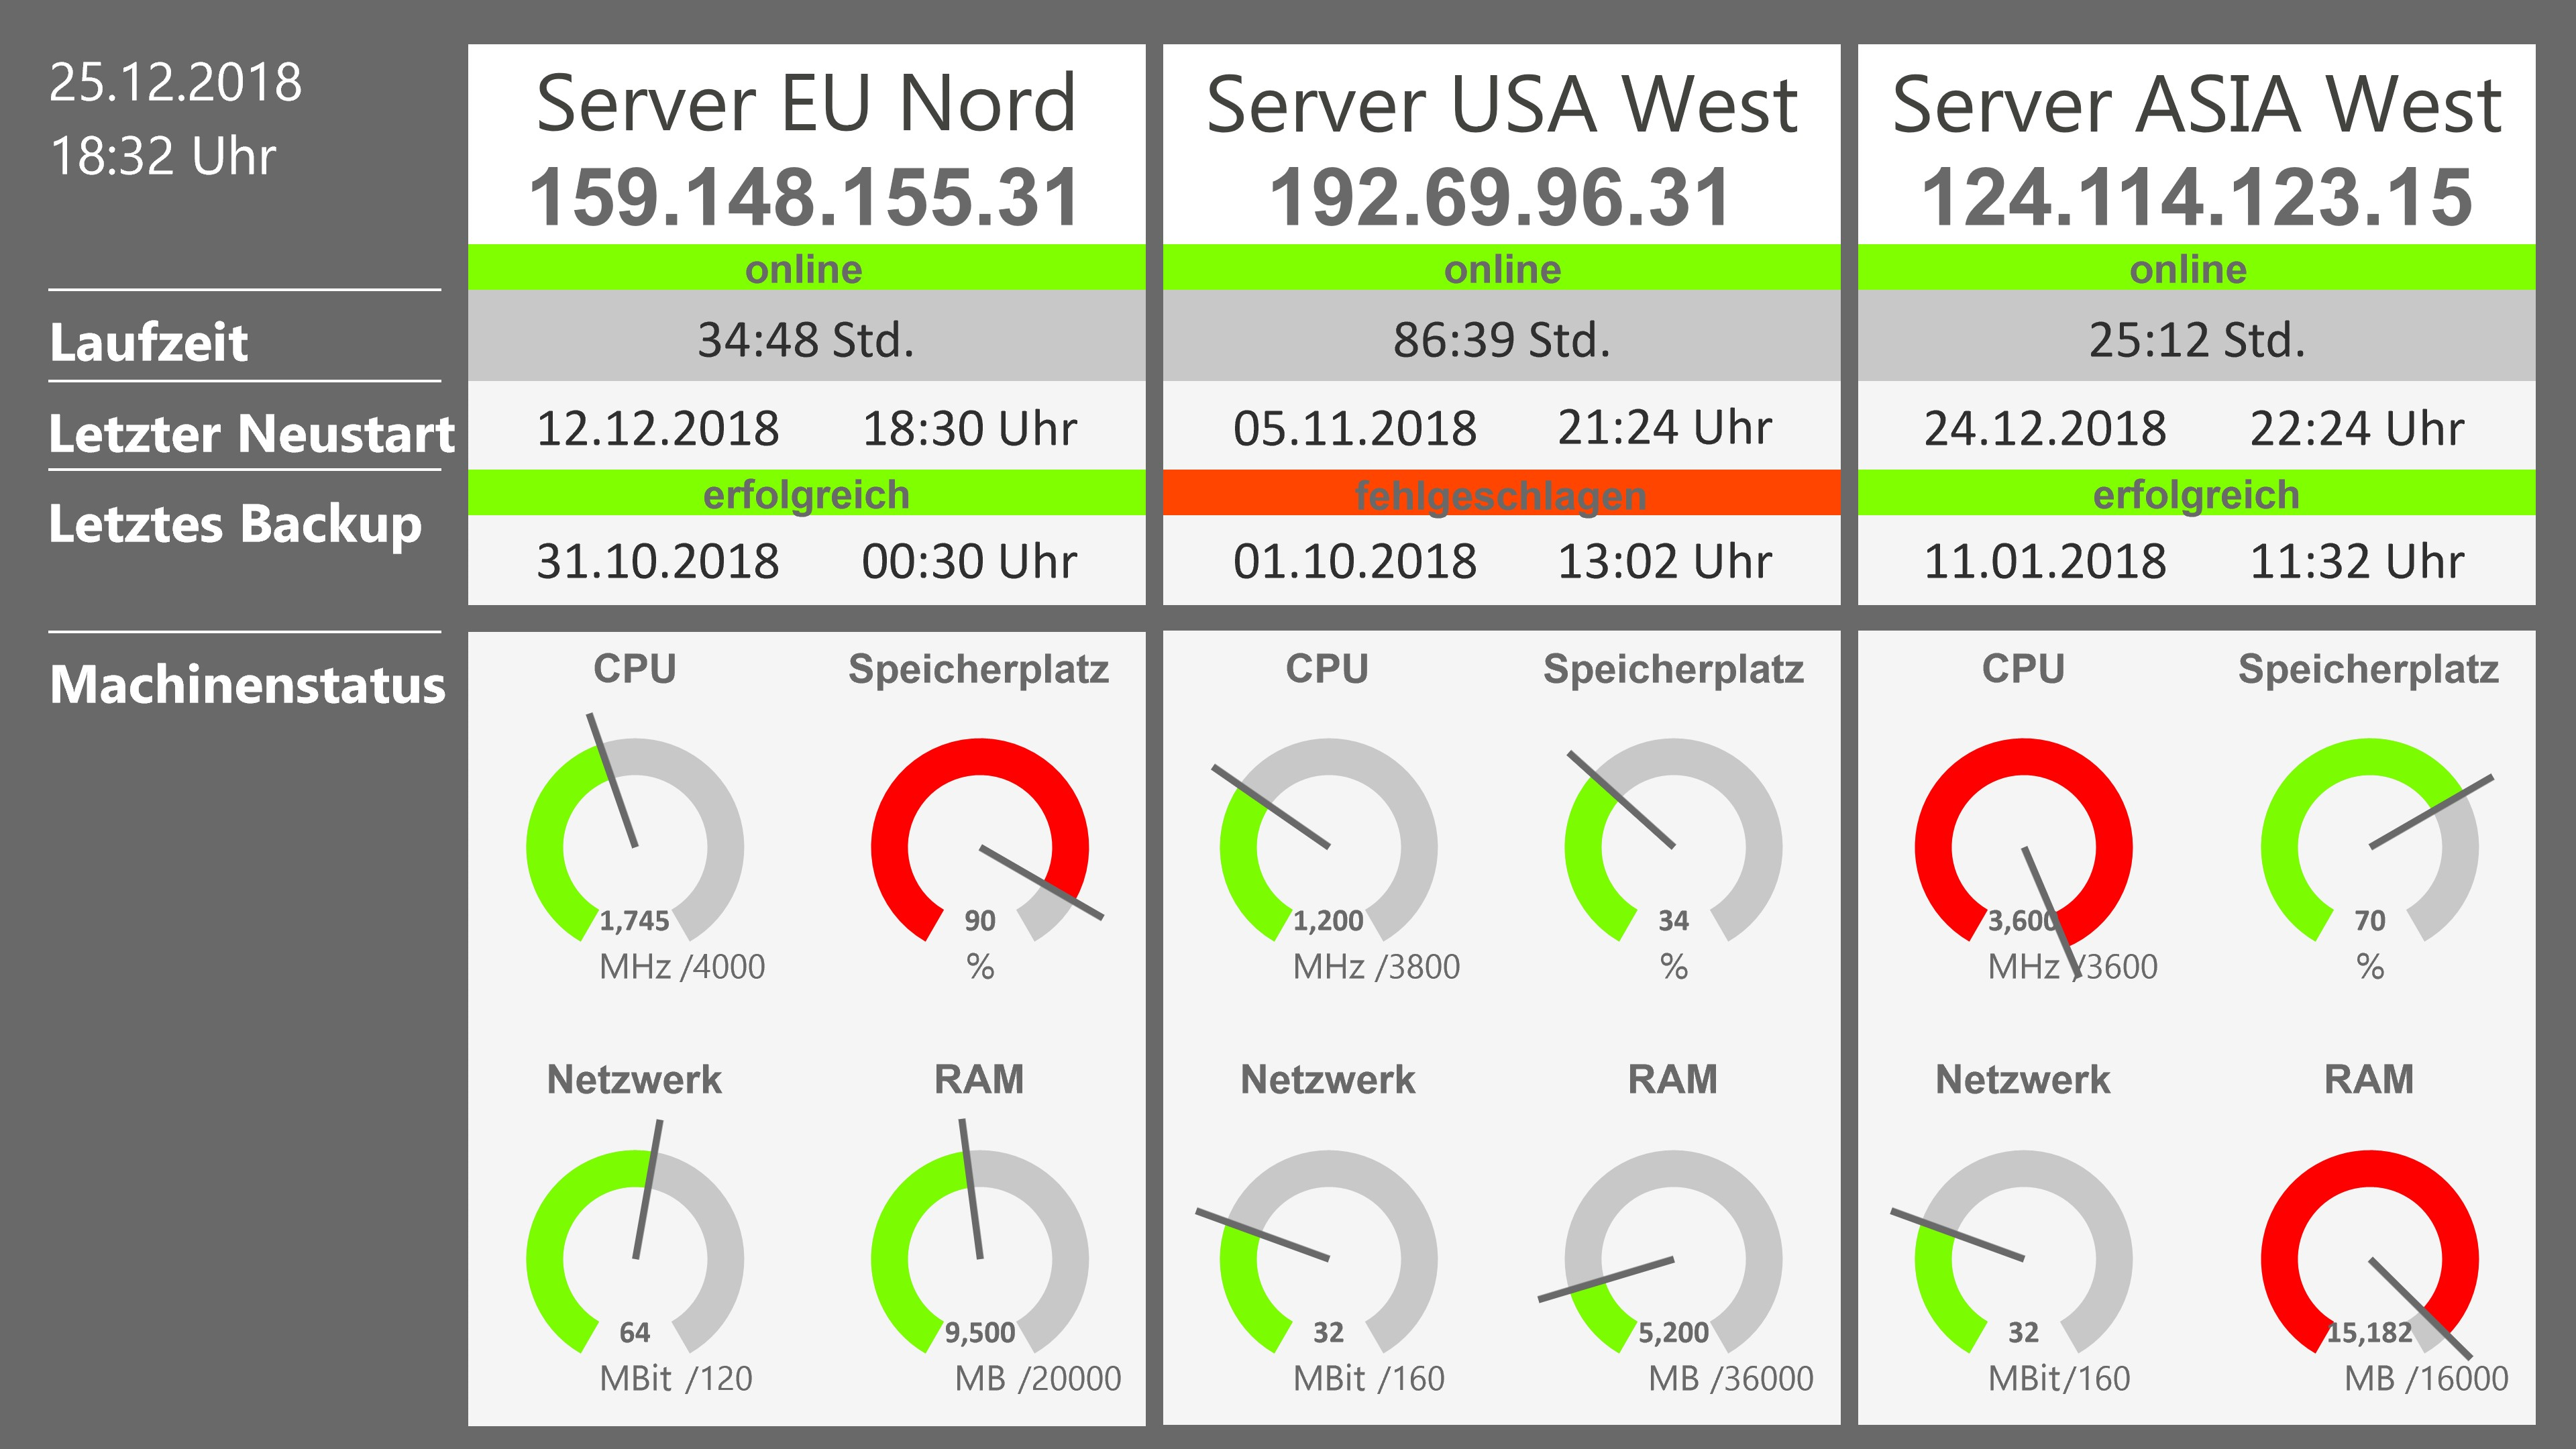 25.12.2018
18:32 Uhr
Laufzeit
Letzter Neustart
Letztes Backup
Machinenstatus
Server EU Nord
159.148.155.31
online
34:48 Std.
12.12.2018 18:30 Uhr
erfolgreich
31.10.2018 00:30 Uhr
CPU Speicherplatz
1,745 90
MHz /4000 %
Netzwerk RAM
64 9,500
MBit /120 MB /20000
Server USA West
192.69.96.31
online
86:39 Std.
05.11.2018 21:24 Uhr
fehlgeschlagen
01.10.2018 13:02 Uhr
CPU Speicherplatz
1,200 34
MHz /3800 %
Netzwerk RAM
32 5,200
MBit /160 MB /36000
Server ASIA West
124.114.123.15
online
25:12 Std.
24.12.2018 22:24 Uhr
erfolgreich
11.01.2018 11:32 Uhr
CPU Speicherplatz
3,600 70
MHz /3600 %
Netzwerk RAM
32 15,182
MBit/160 MB /16000